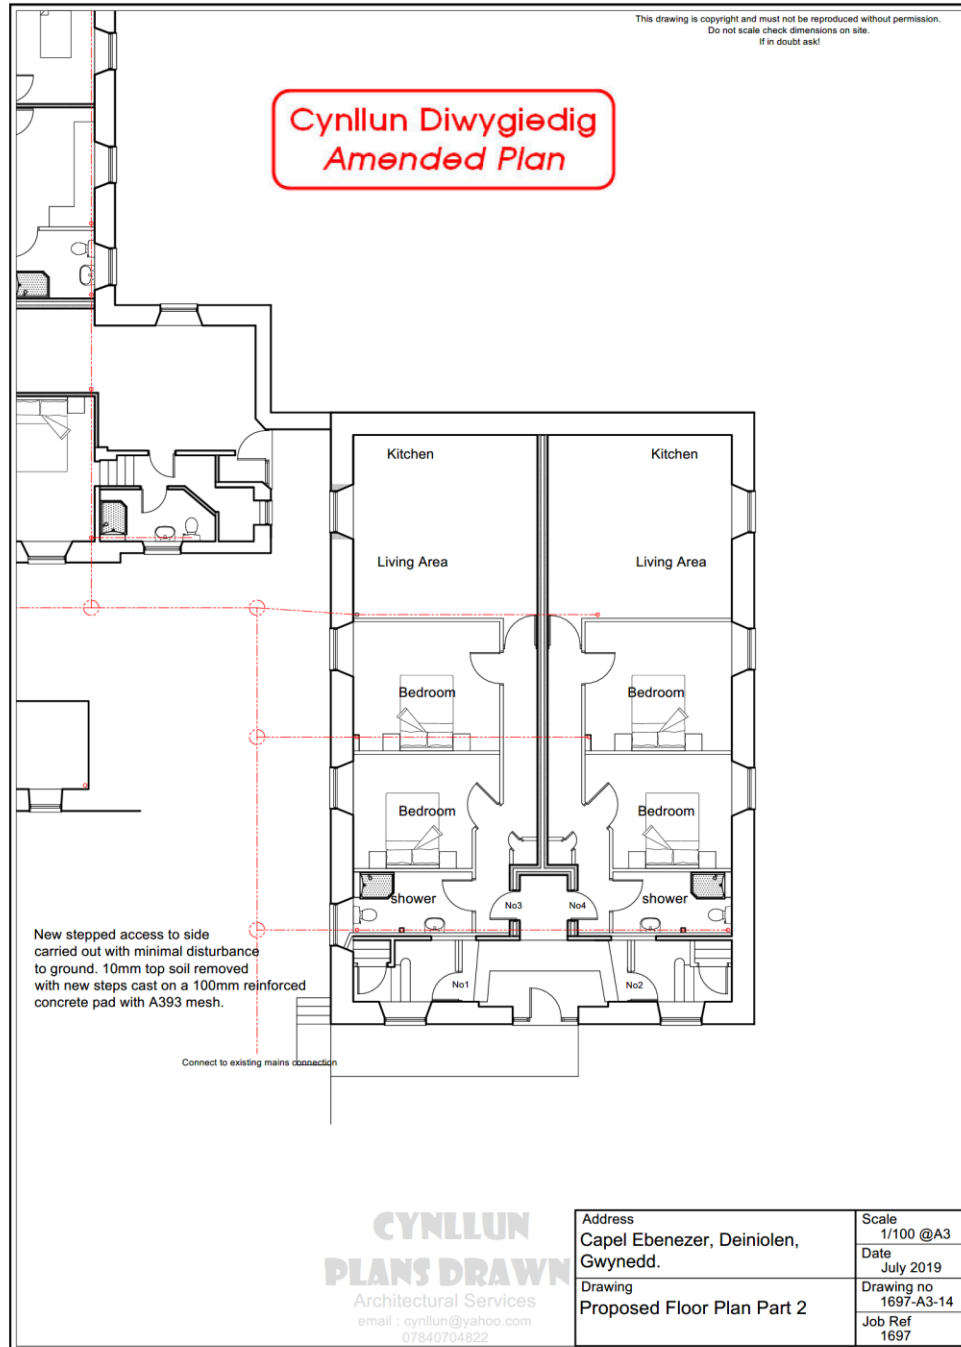 This drawing is copyright and must not be reproduced without permission.
Do not scale check dimensions on site.
If in doubt ask!
Cynllun Diwygiedig
Amended Plan
Kitchen
Kitchen
Living Area
Living Area
Bedroom
Bedroom
Bedroom
Bedroom
shower
shower
No3
No4
No1
No2
New stepped access to side
carried out with minimal disturbance
to ground. 10mm top soil removed
with new steps cast on a 100mm reinforced
concrete pad with A393 mesh.
Connect to existing mains connection
CYNLLUN
PLANS DRAWN
Architectural Services
email : cynllun@yahoo.com
07840704822
Address
Capel Ebenezer, Deiniolen,
Gwynedd.
Drawing
Proposed Floor Plan Part 2
Scale
1/100 @A3
Date
July 2019
Drawing no
1697-A3-14
Job Ref
1697